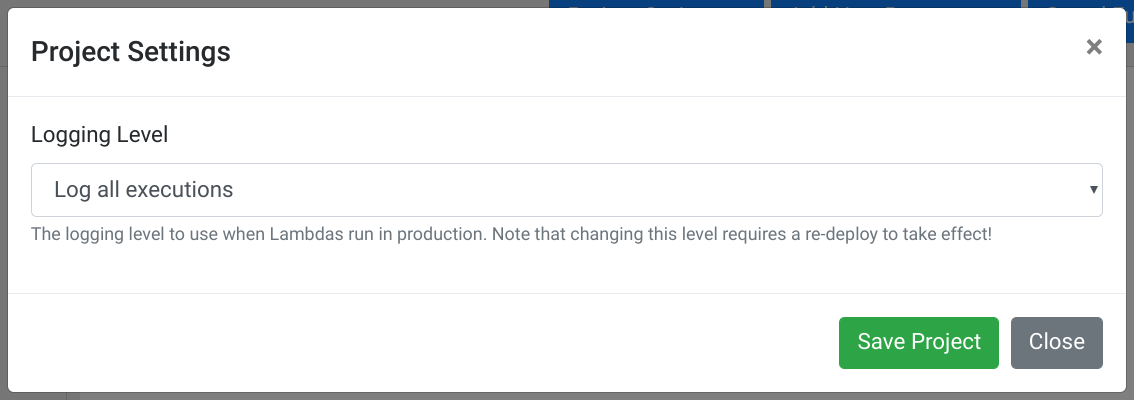 Project Settings
×
Logging Level
Log all executions
The logging level to use when Lambdas run in production. Note that changing this level requires a re-deploy to take effect!
Save Project
Close